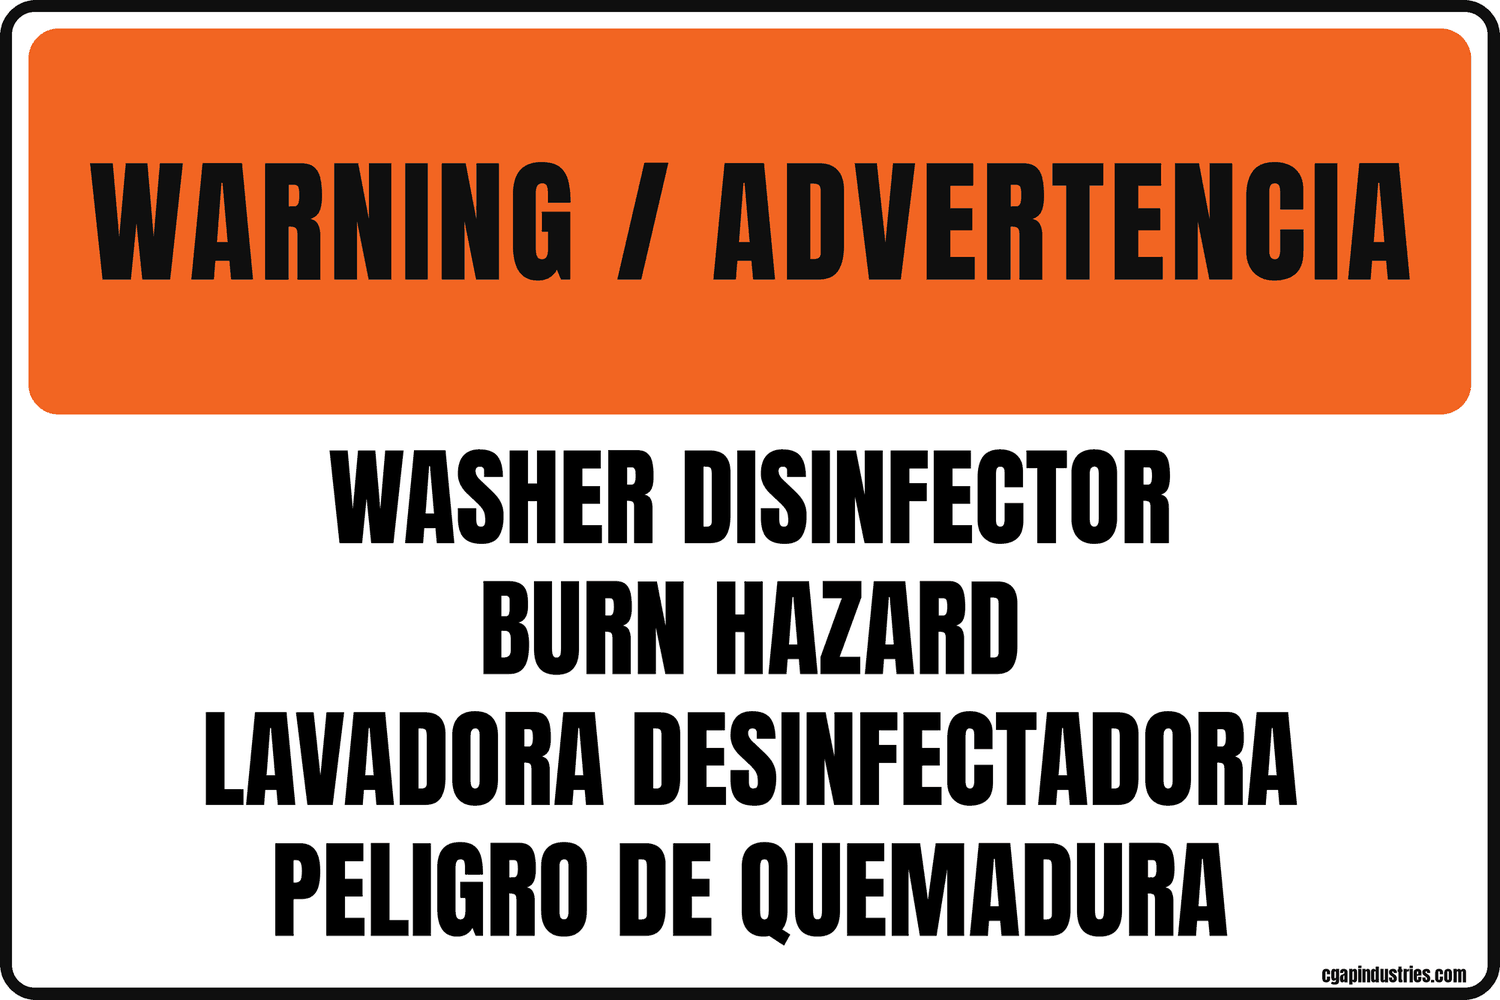 WARNING / ADVERTENCIA
WASHER DISINFECTOR
BURN HAZARD
LAVADORA DESINFECTADORA
PELIGRO DE QUEMADURA
cgapindustries.com